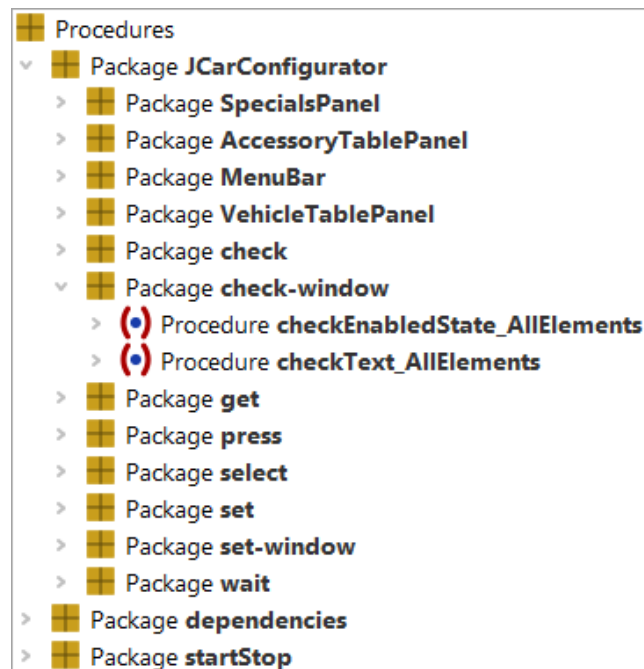 Procedures
Package JCarConfigurator
Package SpecialsPanel
Package AccessoryTablePanel
Package MenuBar
Package VehicleTablePanel
Package check
Package check-window
Procedure checkEnabledState_AllElements
Procedure checkText_AllElements
Package get
Package press
Package select
Package set
Package set-window
Package wait
Package dependencies
Package startStop